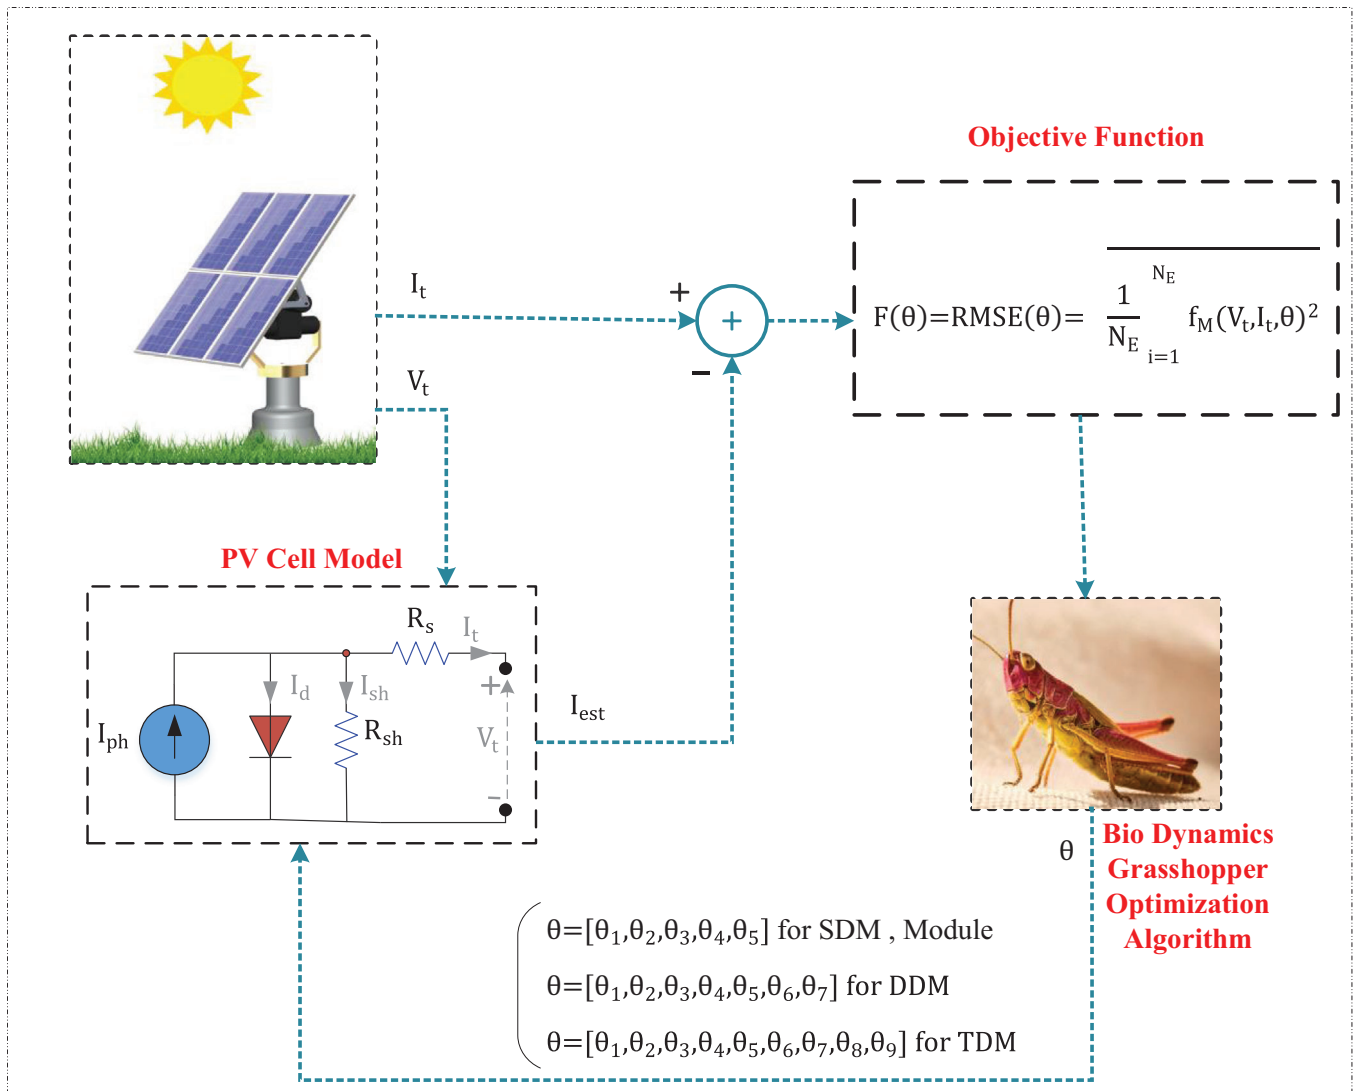 Objective Function
I_t
+
+
−
F(θ)=RMSE(θ)= 1/N_E N_E i=1 f_M(V_t,I_t,θ)^2
V_t
PV Cell Model
R_s
I_t
I_d
I_sh
+
I_ph
R_sh
V_t
−
I_est
θ
Bio Dynamics
Grasshopper
Optimization
Algorithm
θ=[θ_1,θ_2,θ_3,θ_4,θ_5] for SDM , Module
θ=[θ_1,θ_2,θ_3,θ_4,θ_5,θ_6,θ_7] for DDM
θ=[θ_1,θ_2,θ_3,θ_4,θ_5,θ_6,θ_7,θ_8,θ_9] for TDM